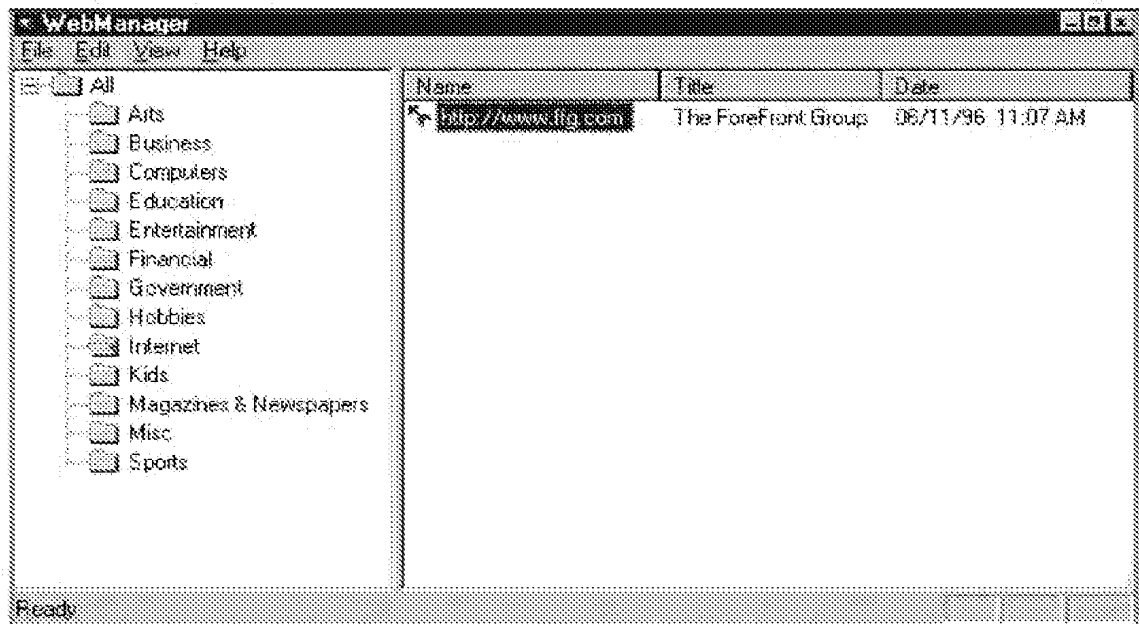 WebManager
File Edit View Help
All
Arts
Business
Computers
Education
Entertainment
Financial
Government
Hobbies
Internet
Kids
Magazines & Newspapers
Misc
Sports
Name Title Date
http://www.ffg.com The ForeFront Group 06/11/96 11:07 AM
Ready